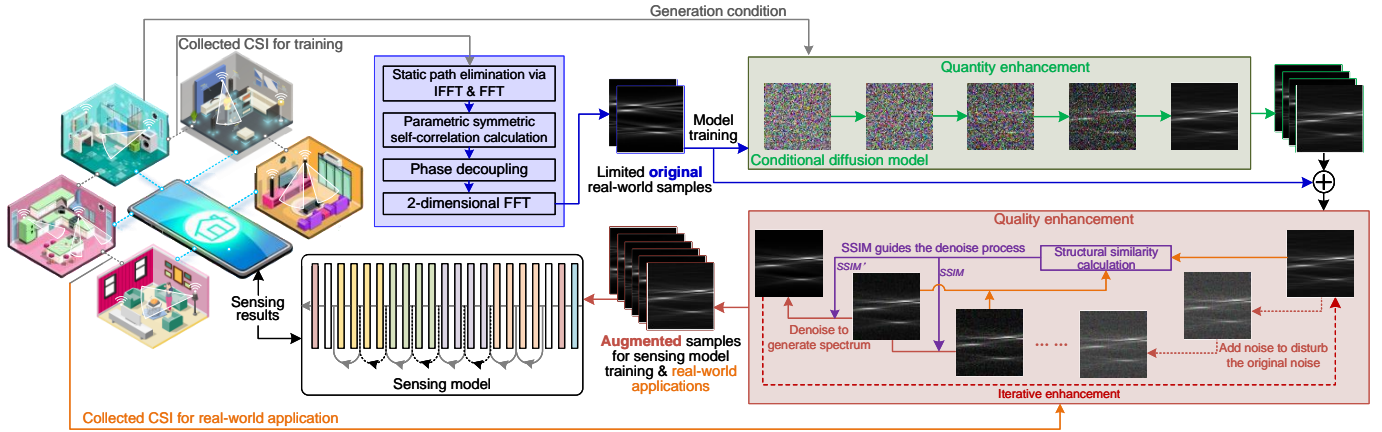 Generation condition
Collected CSI for training
Static path elimination via
IFFT & FFT
Parametric symmetric
self-correlation calculation
Phase decoupling
2-dimensional FFT
Limited original
real-world samples
Model
training
Quantity enhancement
Conditional diffusion model
Quality enhancement
SSIM guides the denoise process
SSIM'
SSIM
Structural similarity
calculation
Denoise to
generate spectrum
... ...
Add noise to disturb
the original noise
Iterative enhancement
Augmented samples
for sensing model
training & real-world
applications
Sensing
results
Sensing model
Collected CSI for real-world application